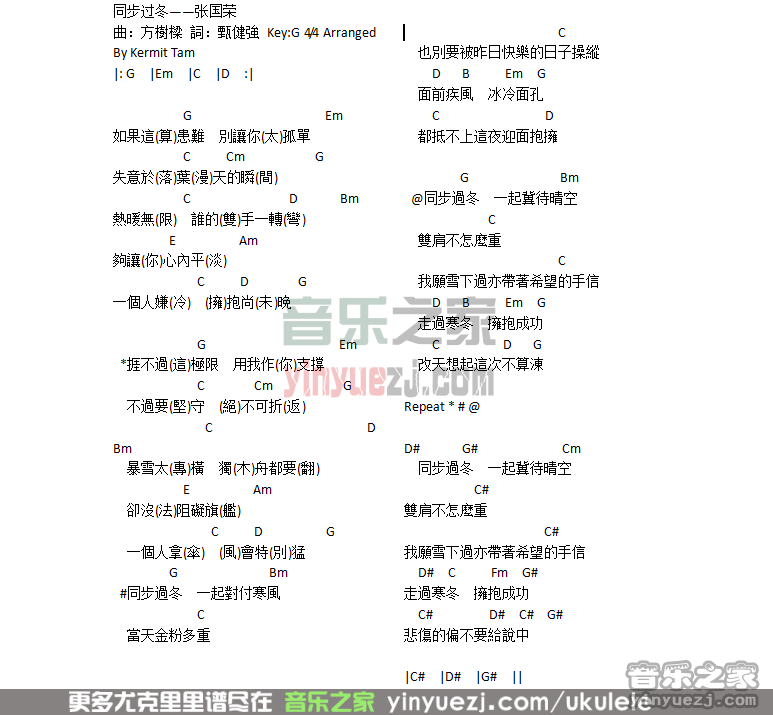 同步过冬——张国荣
曲：方樹樑 詞：甄健強 Key:G 4/4 Arranged
By Kermit Tam
|: G |Em |C |D :|
G Em
如果這(算)患難 別讓你(太)孤單
C Cm G
失意於(落)葉(漫)天的瞬(間)
C D Bm
熱暖無(限) 誰的(雙)手一轉(彎)
E Am
夠讓(你)心內平(淡)
C D G
一個人嫌(冷) (擁)抱尚(未)晚
G Em
*捱不過(這)極限 用我作(你)支撐
C Cm G
不過要(堅)守 (絕)不可折(返)
C D
Bm
暴雪太(專)橫 獨(木)舟都要(翻)
E Am
卻沒(法)阻礙旗(艦)
C D G
一個人拿(傘) (風)會特(別)猛
G Bm
#同步過冬 一起對付寒風
C
當天金粉多重
C
也別要被昨日快樂的日子操縱
D B Em G
面前疾風 冰冷面孔
C D
都抵不上這夜迎面抱擁
G Bm
@同步過冬 一起冀待晴空
C
雙肩不怎麼重
C
我願雪下過亦帶著希望的手信
D B Em G
走過寒冬 擁抱成功
C D G
改天想起這次不算凍
Repeat * # @
D# G# Cm
同步過冬 一起冀待晴空
C#
雙肩不怎麼重
C#
我願雪下過亦帶著希望的手信
D# C Fm G#
走過寒冬 擁抱成功
C# D# C# G#
悲傷的偏不要給說中
|C# |D# |G# ||
音乐之家
yinyuezj.com
更多尤克里里谱尽在 音乐之家 yinyuezj.com/ukulele
音乐之家
yinyuezj.com